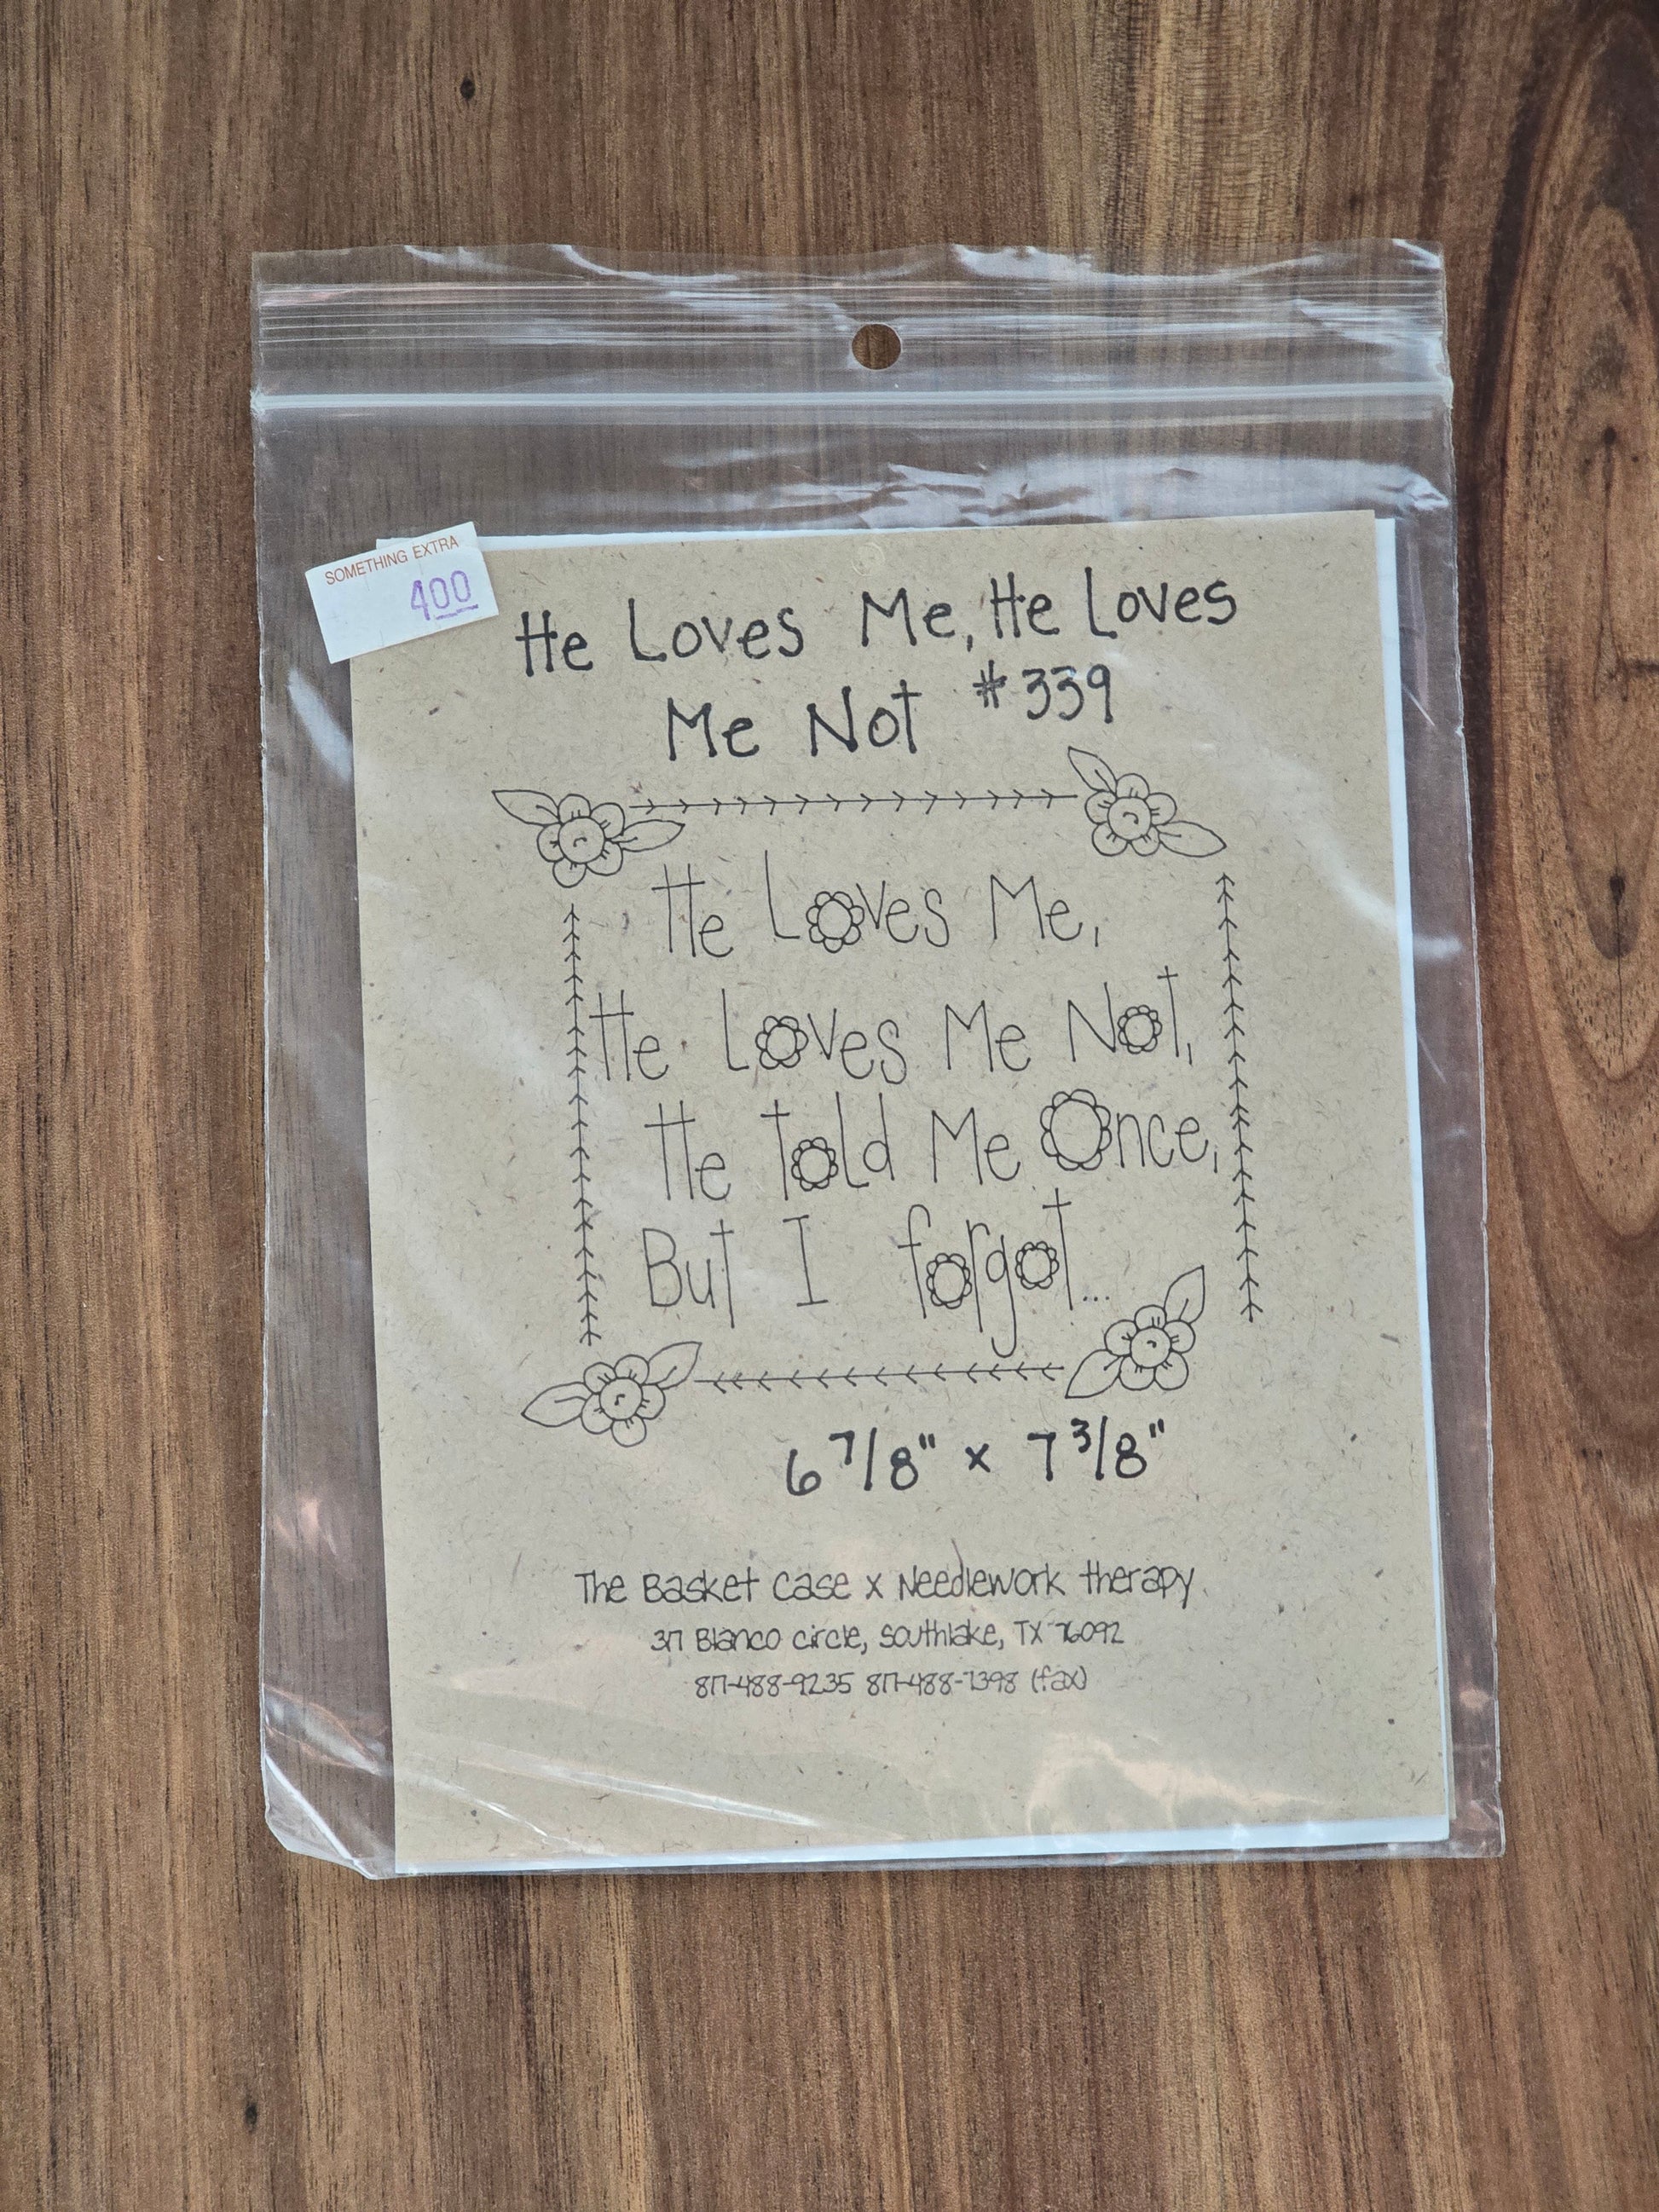 SOMETHING EXTRA
400
He Loves Me, He Loves
Me Not #339
He Loves Me,
He Loves Me Not,
He Told Me Once,
But I forgot...
6 7/8" x 7 3/8"
The Basket Case x Needlework therapy
317 Blanco circle, Southlake, TX 76092
817-488-9235 817-488-7398 (fax)